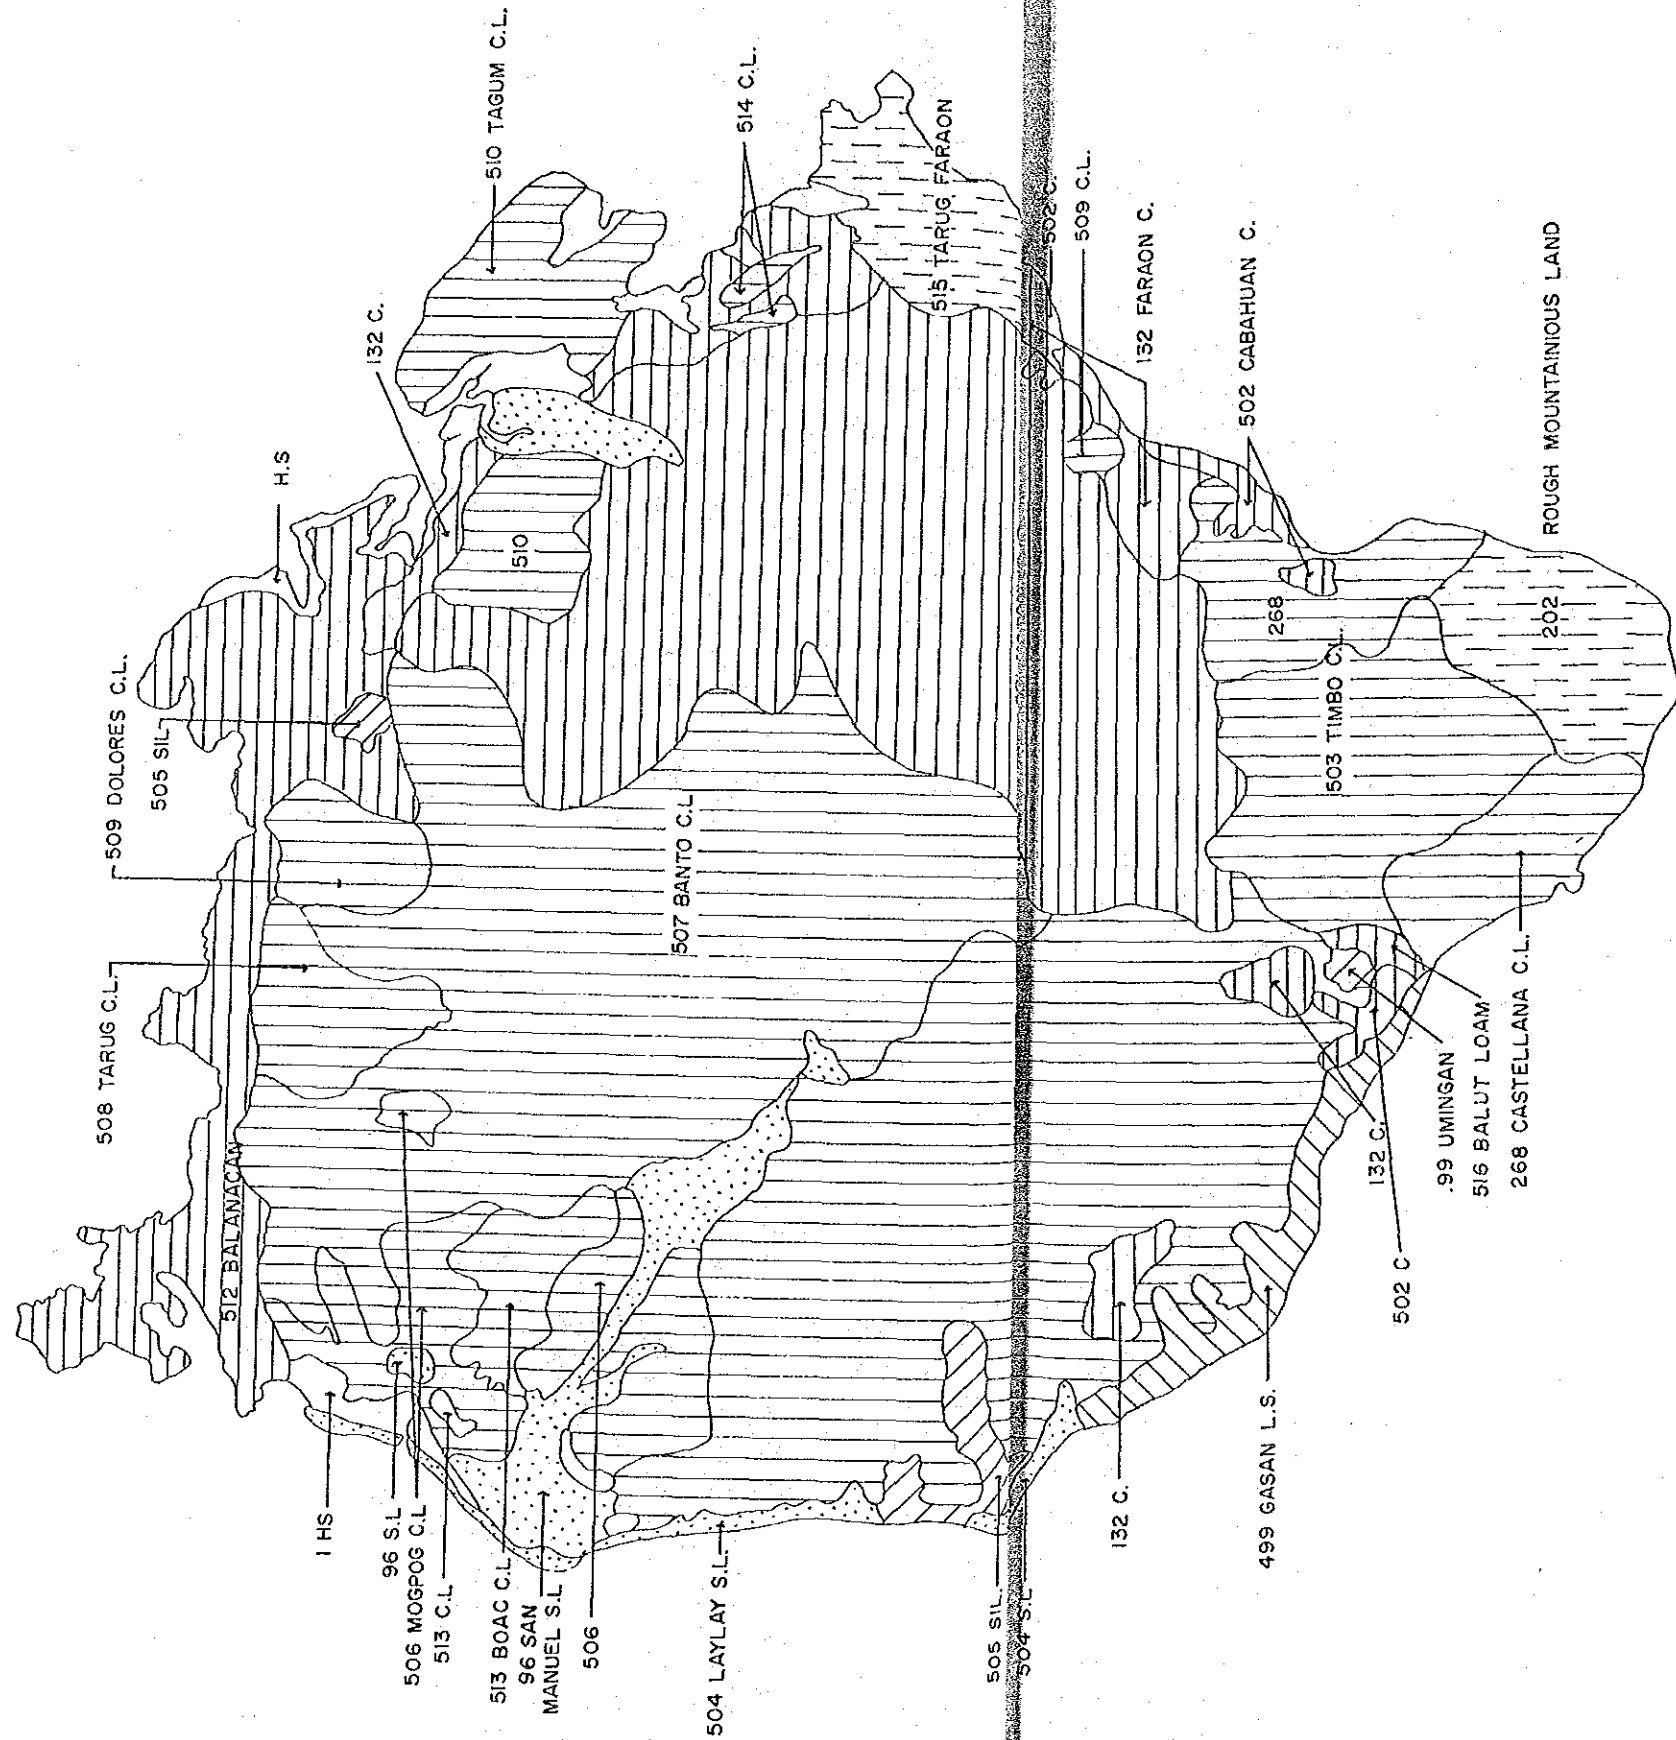 510 TAGUM C.L.
514 C.L.
132 C.
515 TARUG FARAON
502 C.
509 C.L.
132 FARAON C.
502 CABAHUAN C.
ROUGH MOUNTAINIOUS LAND
H.S
510
268
202
503 TIMBO C.L.
509 DOLORES C.L.
505 SIL
507 BANTO C.L
508 TARUG C.L.
512 BALANACAN
1 HS
96 S.L
506 MOGPOG C.L
513 C.L
513 BOAC C.L
96 SAN
MANUEL S.L
506
504 LAYLAY S.L.
505 SIL.
504 S.L
132 C.
499 GASAN L.S.
502 C
132 C.
.99 UMINGAN
516 BALUT LOAM
268 CASTELLANA C.L.